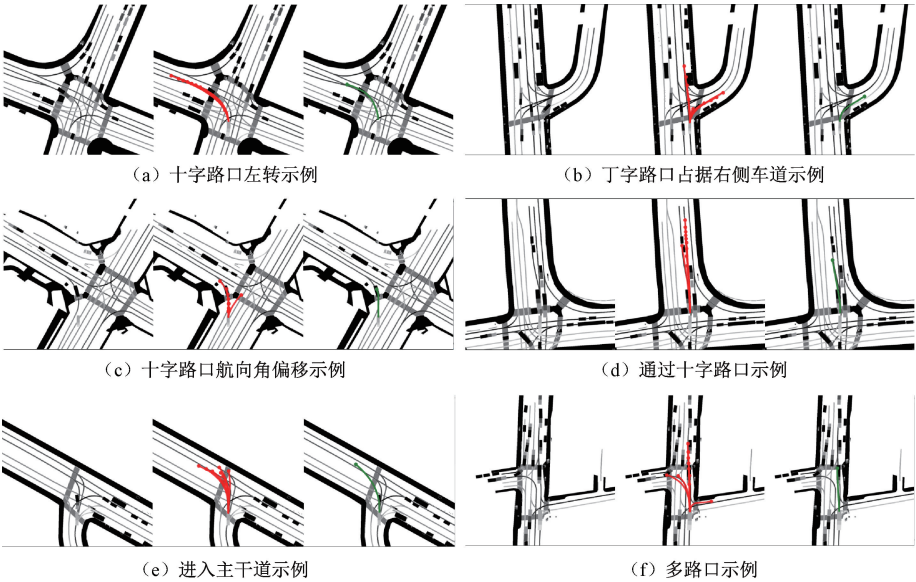 （a）十字路口左转示例
（b）丁字路口占据右侧车道示例
（c）十字路口航向角偏移示例
（d）通过十字路口示例
（e）进入主干道示例
（f）多路口示例